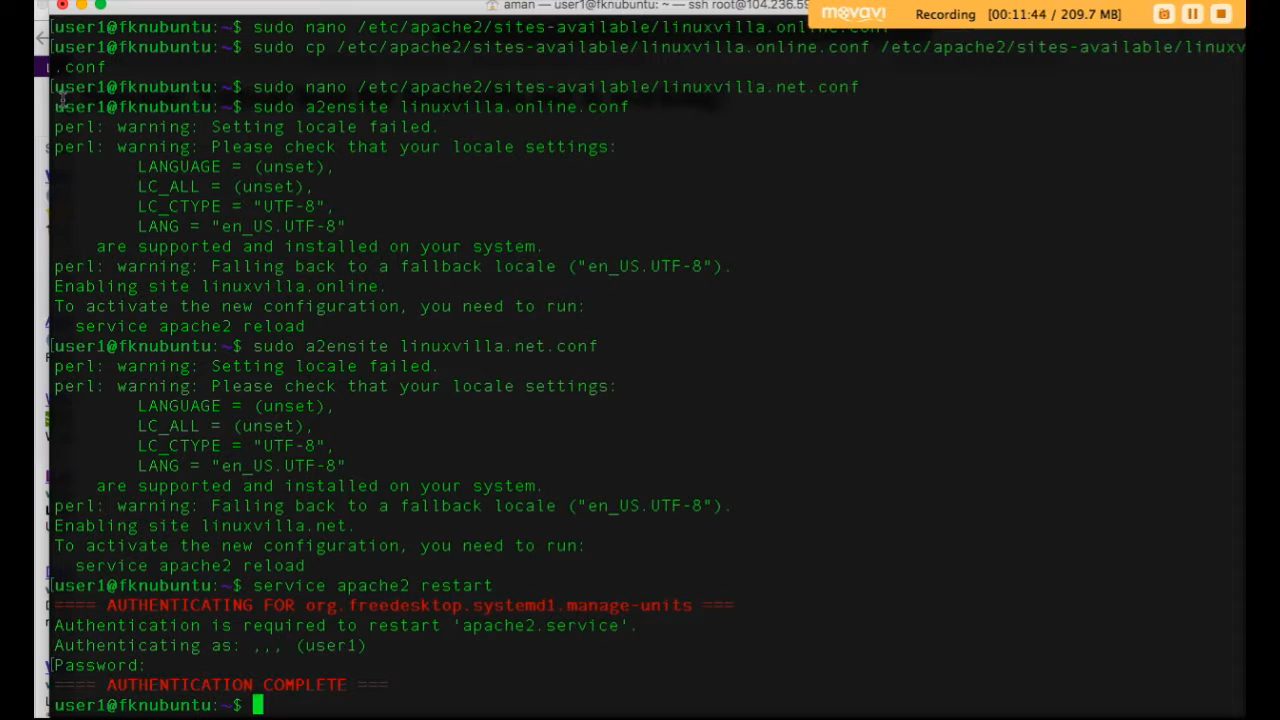 aman — user1@fknubuntu: ~ — ssh root@104.236.59
movavi
Recording [00:11:44 / 209.7 MB]
[user1@fknubuntu:~$ sudo nano /etc/apache2/sites-available/linuxvilla.online.conf
[user1@fknubuntu:~$ sudo cp /etc/apache2/sites-available/linuxvilla.online.conf /etc/apache2/sites-available/linuxv
.conf
[user1@fknubuntu:~$ sudo nano /etc/apache2/sites-available/linuxvilla.net.conf
[user1@fknubuntu:~$ sudo a2ensite linuxvilla.online.conf
perl: warning: Setting locale failed.
perl: warning: Please check that your locale settings:
LANGUAGE = (unset),
LC_ALL = (unset),
LC_CTYPE = "UTF-8",
LANG = "en_US.UTF-8"
are supported and installed on your system.
perl: warning: Falling back to a fallback locale ("en_US.UTF-8").
Enabling site linuxvilla.online.
To activate the new configuration, you need to run:
service apache2 reload
[user1@fknubuntu:~$ sudo a2ensite linuxvilla.net.conf
perl: warning: Setting locale failed.
perl: warning: Please check that your locale settings:
LANGUAGE = (unset),
LC_ALL = (unset),
LC_CTYPE = "UTF-8",
LANG = "en_US.UTF-8"
are supported and installed on your system.
perl: warning: Falling back to a fallback locale ("en_US.UTF-8").
Enabling site linuxvilla.net.
To activate the new configuration, you need to run:
service apache2 reload
[user1@fknubuntu:~$ service apache2 restart
==== AUTHENTICATING FOR org.freedesktop.systemd1.manage-units ===
Authentication is required to restart 'apache2.service'.
Authenticating as: ,,, (user1)
[Password:
==== AUTHENTICATION COMPLETE ===
user1@fknubuntu:~$